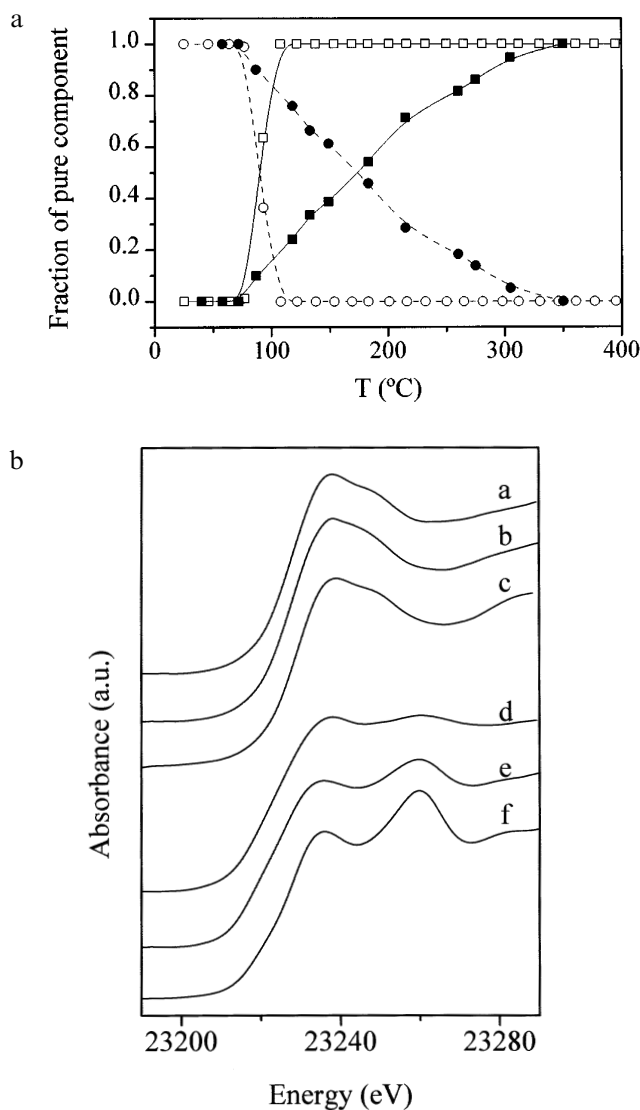 a
Fraction of pure component
1.0
0.8
0.6
0.4
0.2
0.0
0
100
200
300
400
T (ºC)
b
Absorbance (a.u.)
a
b
c
d
e
f
23200
23240
23280
Energy (eV)